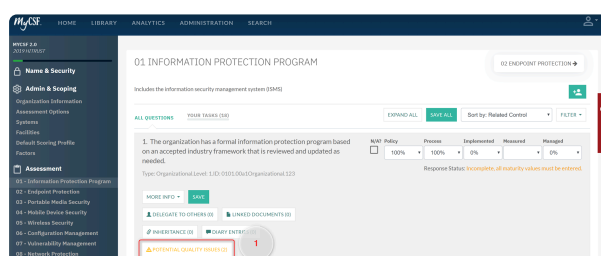 MyCSF. HOME LIBRARY ANALYTICS ADMINISTRATION SEARCH
MYCSF 2.0
2019 HITRUST
Name & Security
Admin & Scoping
Organization Information
Assessment Options
Systems
Facilities
Default Scoring Profile
Factors
Assessment
01 - Information Protection Program
02 - Endpoint Protection
03 - Portable Media Security
04 - Mobile Device Security
05 - Wireless Security
06 - Configuration Management
07 - Vulnerability Management
08 - Network Protection
01 INFORMATION PROTECTION PROGRAM
02 ENDPOINT PROTECTION
Includes the information security management system (ISMS)
ALL QUESTIONS YOUR TASKS (18)
EXPAND ALL SAVE ALL Sort by: Related Control FILTER
1. The organization has a formal information protection program based
on an accepted industry framework that is reviewed and updated as
needed.
Type: Organizational Level: 1 ID: 0101.00a1Organizational.123
N/A? Policy Process Implemented Measured Managed
100% 100% 0% 0%
Response Status: Incomplete, all maturity values must be entered.
MORE INFO SAVE
DELEGATE TO OTHERS (0) LINKED DOCUMENTS (0)
INHERITANCE (0) DIARY ENTRIES
POTENTIAL QUALITY ISSUES
1